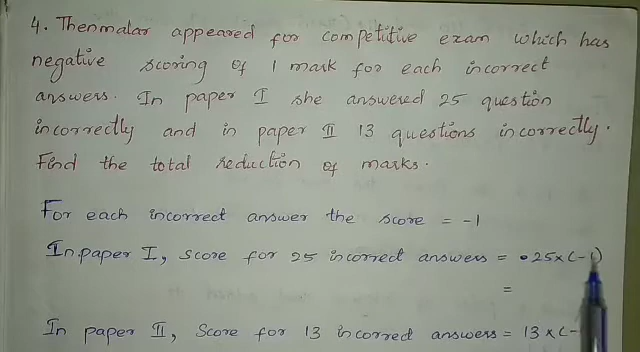 4. Thenmalar appeared for competitive exam which has
negative scoring of 1 mark for each incorrect
answers. In paper I she answered 25 question
incorrectly and in paper II 13 questions incorrectly.
Find the total reduction of marks.
For each incorrect answer the score = -1
In paper I, score for 25 incorrect answers = 25×(-1)
=
In paper II, Score for 13 incorrect answers = 13×(-